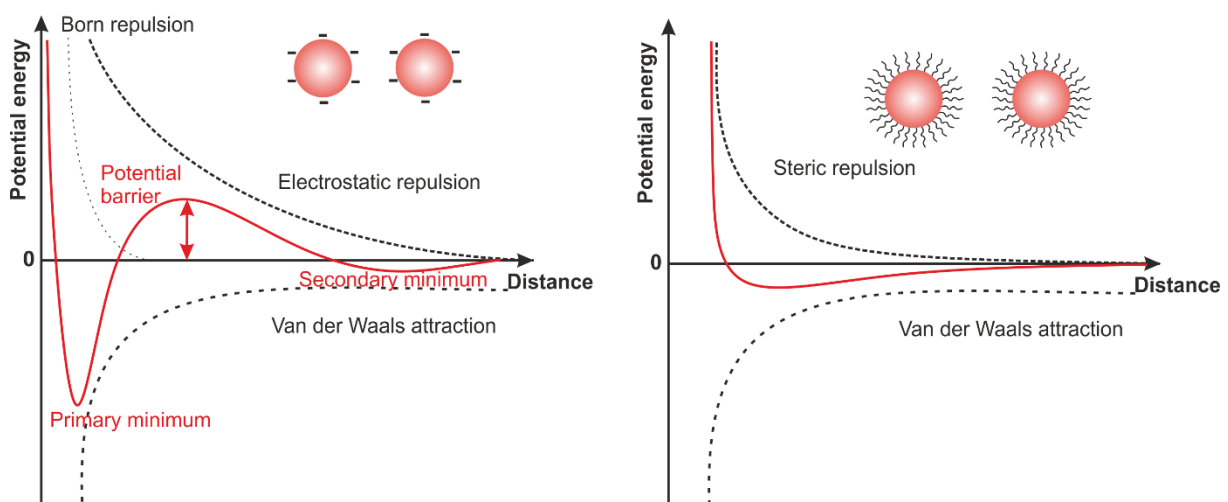 Born repulsion
Potential energy
Potential
barrier
Electrostatic repulsion
0
Secondary minimum
Distance
Van der Waals attraction
Primary minimum
Potential energy
Steric repulsion
0
Distance
Van der Waals attraction